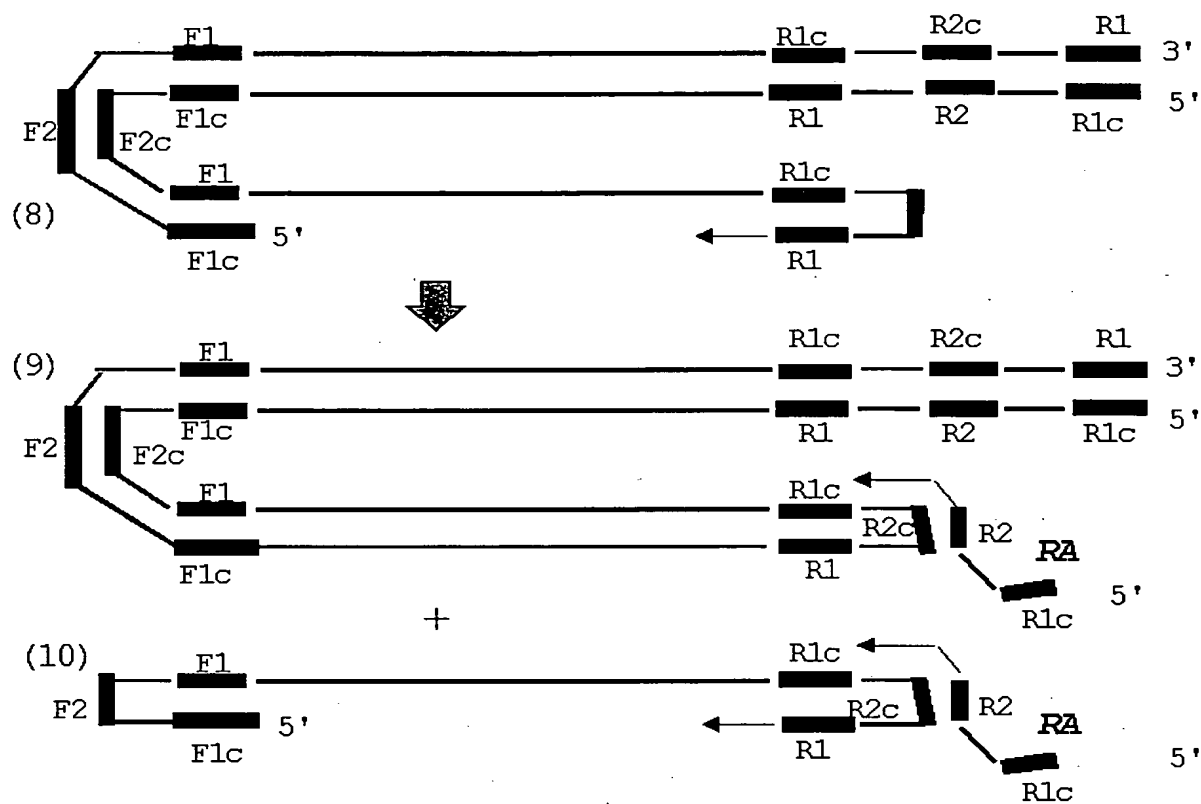 F1 R1c R2c R1
3'
5'
F2 F2c F1c R1 R2 R1c
F1 R1c
(8)
5'
F1c R1
(9) F1 R1c R2c R1
3'
5'
F2 F2c F1c R1 R2 R1c
F1 R1c
R2c R2
F1c R1 RA
R1c 5'
+
(10) F1 R1c
F2 R2c R2
5'
F1c R1 RA
R1c 5'